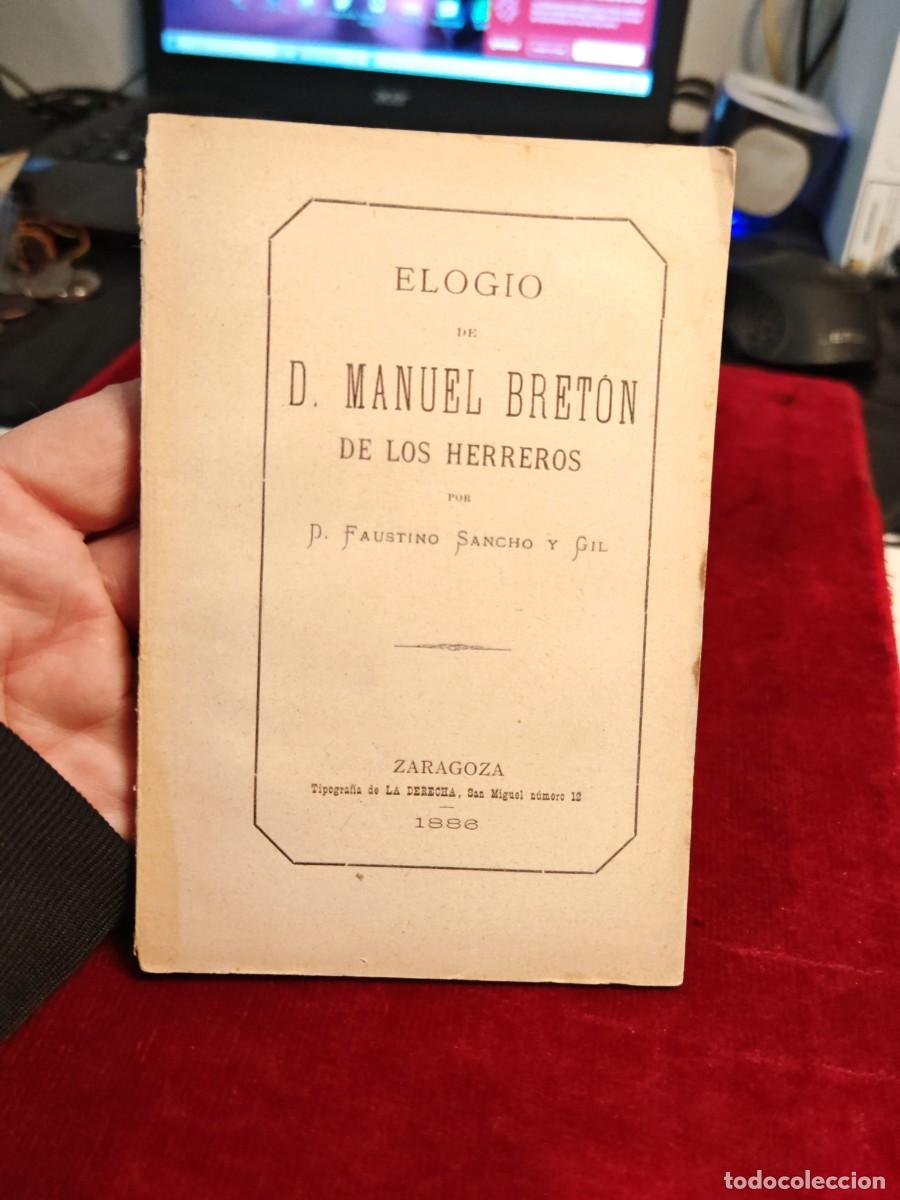 acer
ELOGIO
DE
D. MANUEL BRETÓN
DE LOS HERREROS
POR
D. FAUSTINO SANCHO Y GIL
ZARAGOZA
Tipografía de LA DERECHA, San Miguel número 12
1886
todocoleccion